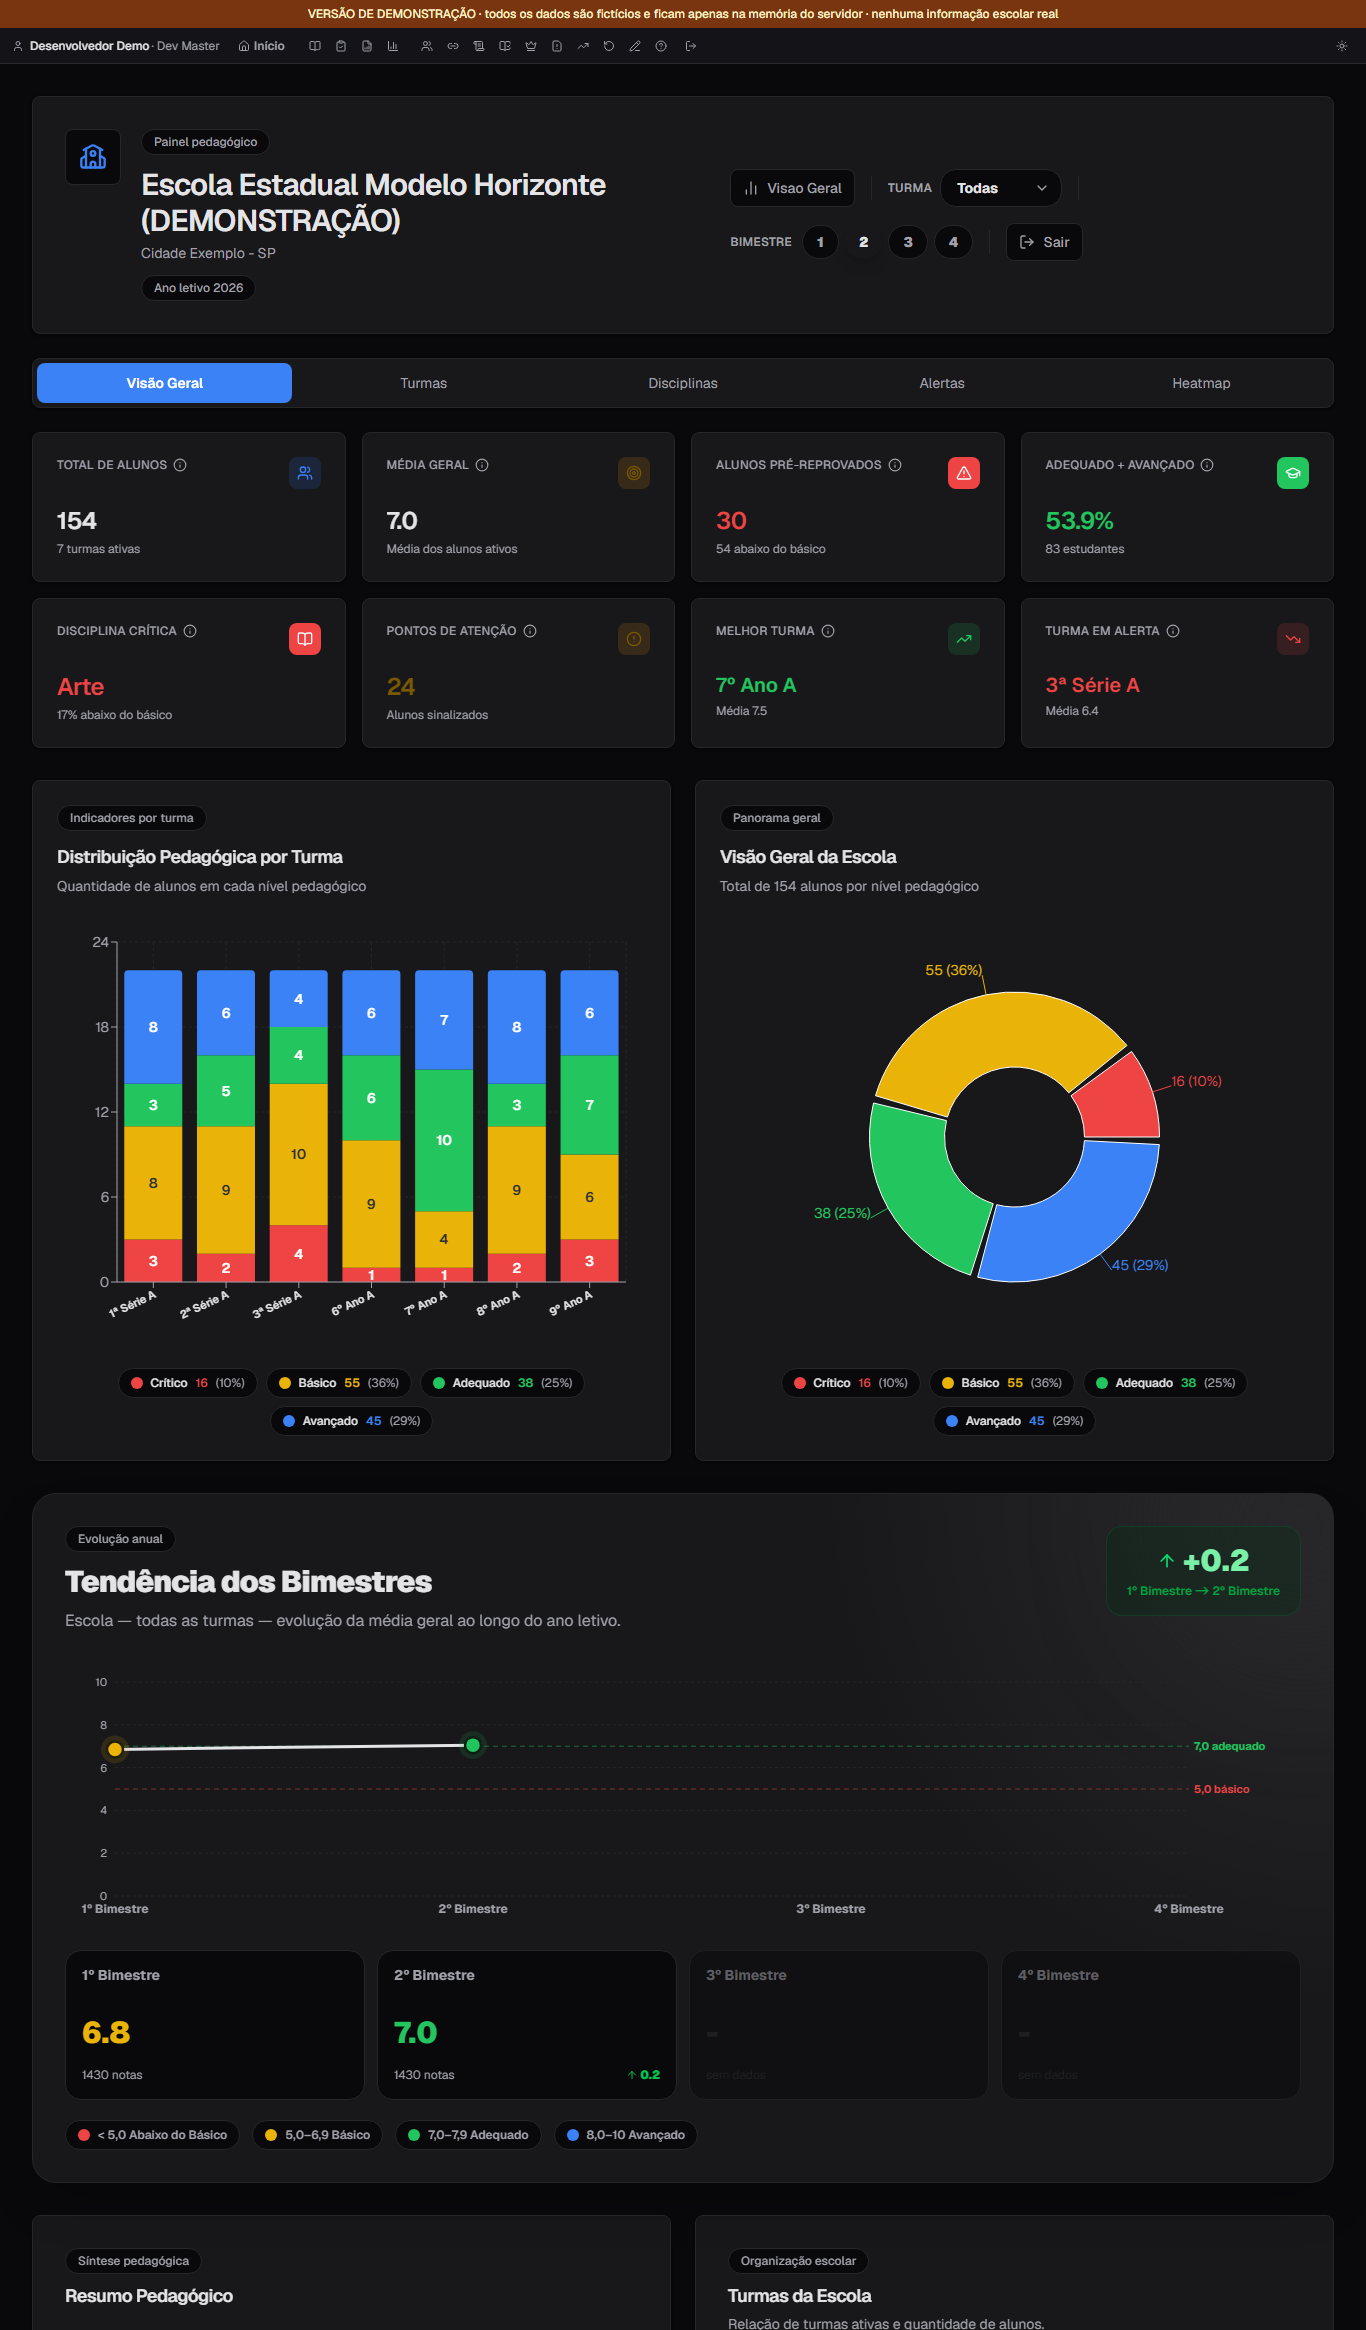 VERSÃO DE DEMONSTRAÇÃO · todos os dados são fictícios e ficam apenas na memória do servidor · nenhuma informação escolar real
Desenvolvedor Demo · Dev Master Início
Painel pedagógico
Escola Estadual Modelo Horizonte
(DEMONSTRAÇÃO)
Cidade Exemplo - SP
Ano letivo 2026
Visao Geral TURMA Todas
BIMESTRE 1 2 3 4 Sair
Visão Geral Turmas Disciplinas Alertas Heatmap
TOTAL DE ALUNOS
154
7 turmas ativas
MÉDIA GERAL
7.0
Média dos alunos ativos
ALUNOS PRÉ-REPROVADOS
30
54 abaixo do básico
ADEQUADO + AVANÇADO
53.9%
83 estudantes
DISCIPLINA CRÍTICA
Arte
17% abaixo do básico
PONTOS DE ATENÇÃO
24
Alunos sinalizados
MELHOR TURMA
7º Ano A
Média 7.5
TURMA EM ALERTA
3ª Série A
Média 6.4
Indicadores por turma
Distribuição Pedagógica por Turma
Quantidade de alunos em cada nível pedagógico
24
18
12
6
0
8 6 4 6 7 8 6
3 5 4 6 10 3 7
8 9 10 9 4 9 6
3 2 4 1 1 2 3
1ª Série A 2ª Série A 3ª Série A 6º Ano A 7º Ano A 8º Ano A 9º Ano A
Crítico 16 (10%) Básico 55 (36%) Adequado 38 (25%)
Avançado 45 (29%)
Panorama geral
Visão Geral da Escola
Total de 154 alunos por nível pedagógico
55 (36%)
16 (10%)
38 (25%)
45 (29%)
Crítico 16 (10%) Básico 55 (36%) Adequado 38 (25%)
Avançado 45 (29%)
Evolução anual
Tendência dos Bimestres
Escola — todas as turmas — evolução da média geral ao longo do ano letivo.
+0.2
1º Bimestre → 2º Bimestre
10
8
6
4
2
0
7,0 adequado
5,0 básico
1º Bimestre 2º Bimestre 3º Bimestre 4º Bimestre
1º Bimestre
6.8
1430 notas
2º Bimestre
7.0
1430 notas ↑ 0.2
3º Bimestre
–
sem dados
4º Bimestre
–
sem dados
< 5,0 Abaixo do Básico 5,0–6,9 Básico 7,0–7,9 Adequado 8,0–10 Avançado
Síntese pedagógica
Resumo Pedagógico
Organização escolar
Turmas da Escola
Relação de turmas ativas e quantidade de alunos.